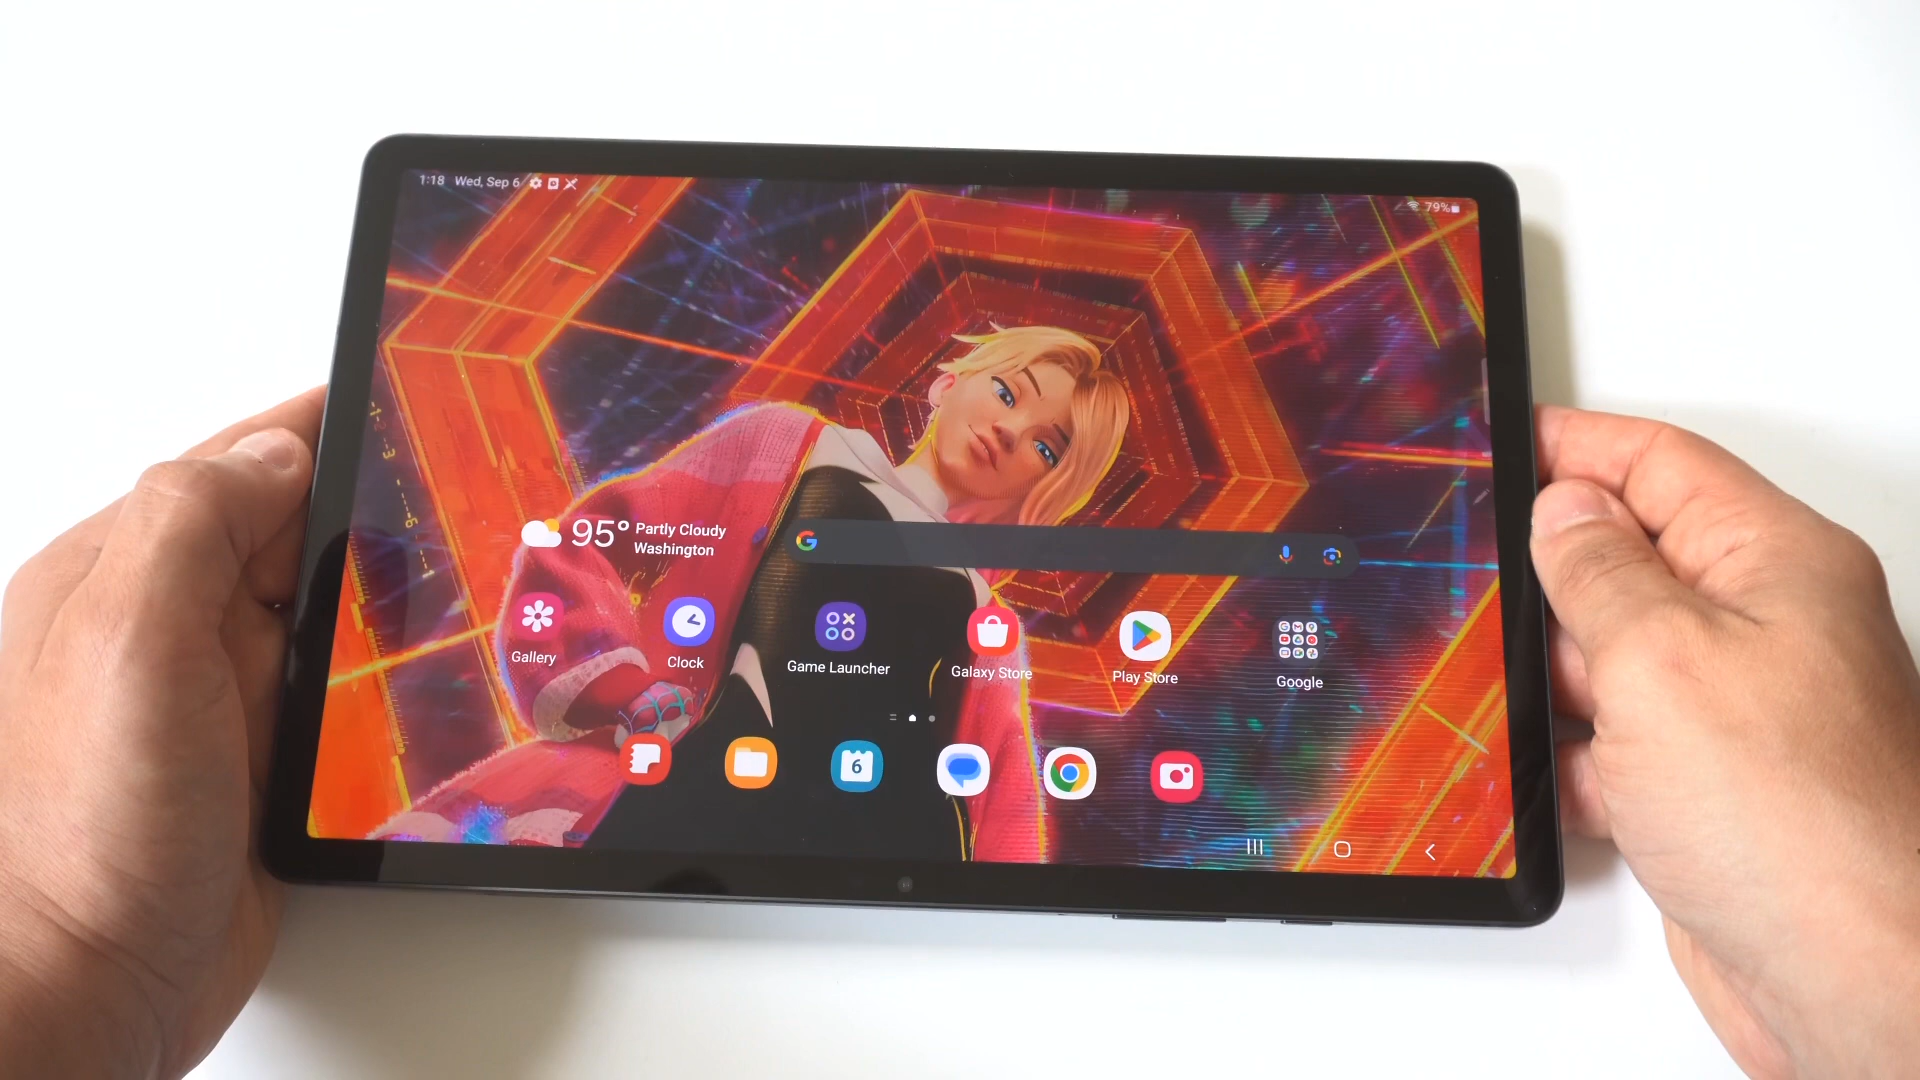 1:18 Wed, Sep 6
79%
95° Partly Cloudy
Washington
Gallery
Clock
Game Launcher
Galaxy Store
Play Store
Google
6